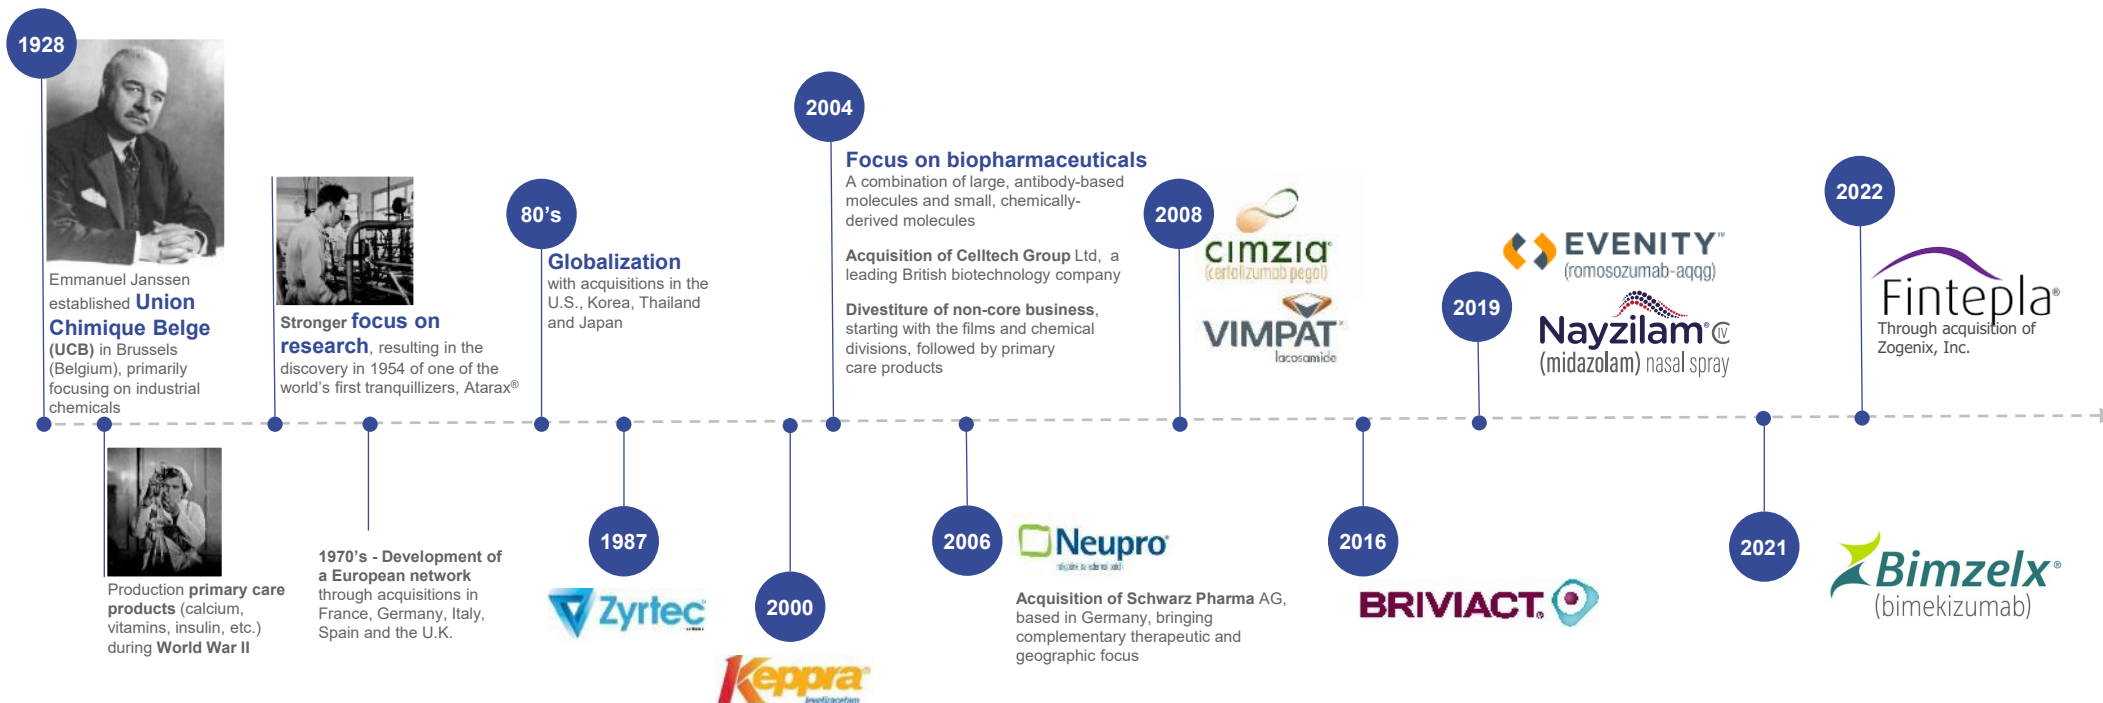 1928
Emmanuel Janssen
established Union
Chimique Belge
(UCB) in Brussels
(Belgium), primarily
focusing on industrial
chemicals
Production primary care
products (calcium,
vitamins, insulin, etc.)
during World War II
Stronger focus on
research, resulting in the
discovery in 1954 of one of the
world's first tranquillizers, Atarax®
1970's - Development of
a European network
through acquisitions in
France, Germany, Italy,
Spain and the U.K.
80's
Globalization
with acquisitions in the
U.S., Korea, Thailand
and Japan
1987
Zyrtec
2000
Keppra
levetiracetam
2004
Focus on biopharmaceuticals
A combination of large, antibody-based
molecules and small, chemically-
derived molecules
Acquisition of Celltech Group Ltd, a
leading British biotechnology company
Divestiture of non-core business,
starting with the films and chemical
divisions, followed by primary
care products
2006
Neupro
Acquisition of Schwarz Pharma AG,
based in Germany, bringing
complementary therapeutic and
geographic focus
2008
cimzia®
(certolizumab pegol)
VIMPAT
lacosamide
2016
BRIVIACT
2019
EVENITY™
(romosozumab-aqqg)
Nayzilam® CIV
(midazolam) nasal spray
2021
Bimzelx®
(bimekizumab)
2022
Fintepla®
Through acquisition of
Zogenix, Inc.